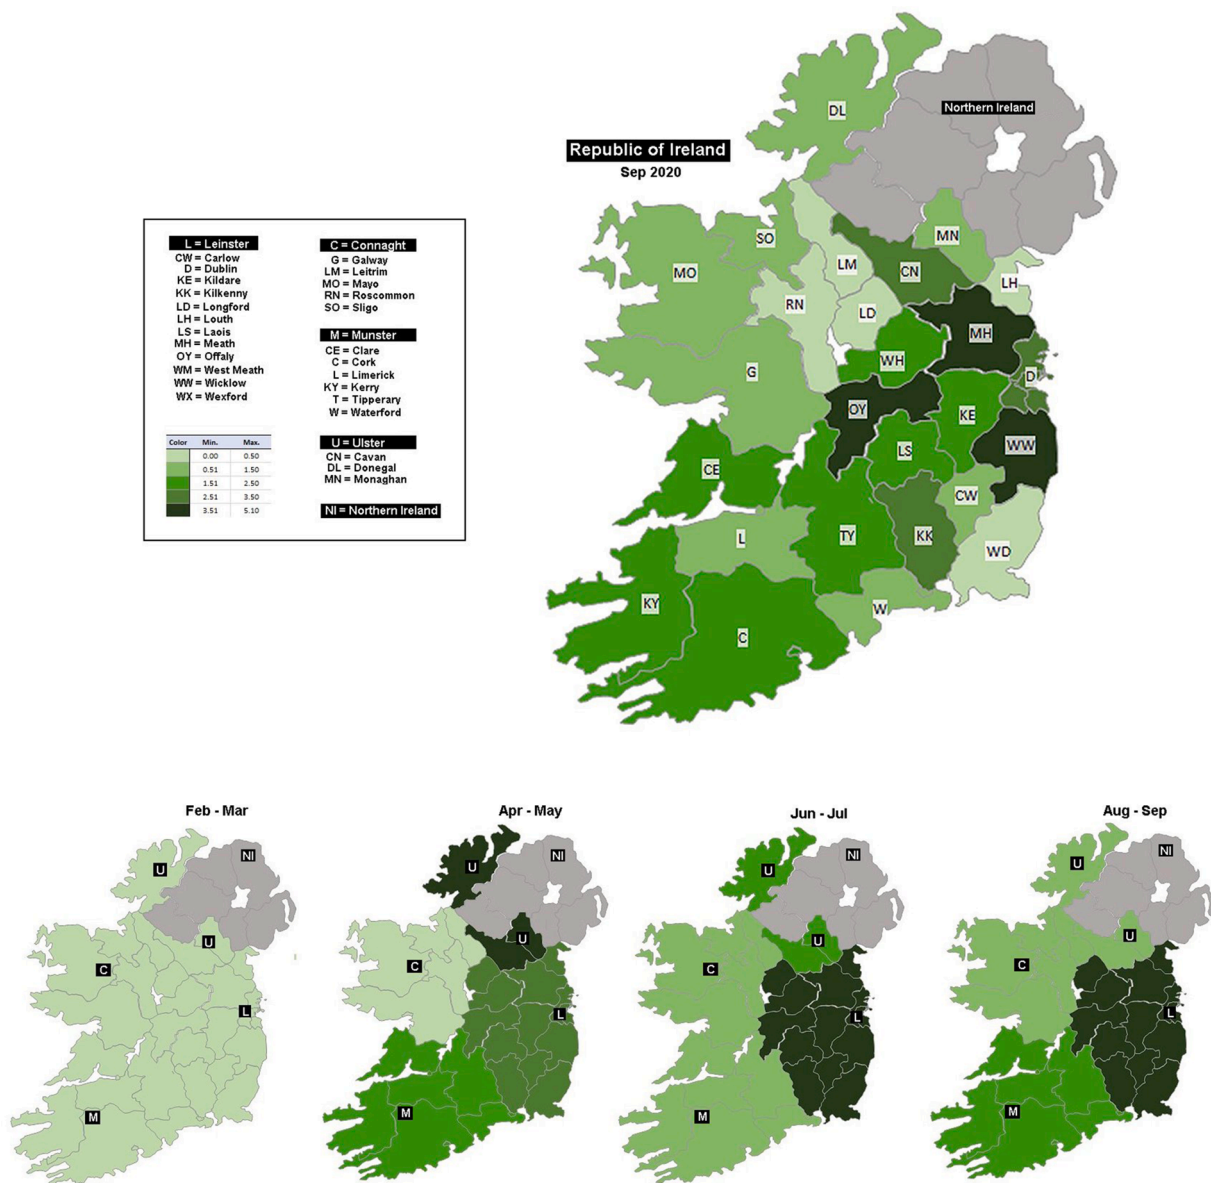 Northern Ireland
DL
Republic of Ireland
Sep 2020
MN
SO
LM
CN
MO
LH
RN
LD
MH
WH
G
D
OY
KE
LS
WW
CE
CW
L
TY
KK
WD
KY
W
C
L = Leinster
CW = Carlow
D = Dublin
KE = Kildare
KK = Kilkenny
LD = Longford
LH = Louth
LS = Laois
MH = Meath
OY = Offaly
WM = West Meath
WW = Wicklow
WX = Wexford
C = Connaght
G = Galway
LM = Leitrim
MO = Mayo
RN = Roscommon
SO = Sligo
M = Munster
CE = Clare
C = Cork
L = Limerick
KY = Kerry
T = Tipperary
W = Waterford
U = Ulster
CN = Cavan
DL = Donegal
MN = Monaghan
NI = Northern Ireland
Color Min. Max.
0.00 0.50
0.51 1.50
1.51 2.50
2.51 3.50
3.51 5.10
Feb - Mar
U
NI
U
C
L
M
Apr - May
U
NI
U
C
L
M
Jun - Jul
U
NI
U
C
L
M
Aug - Sep
U
NI
U
C
L
M